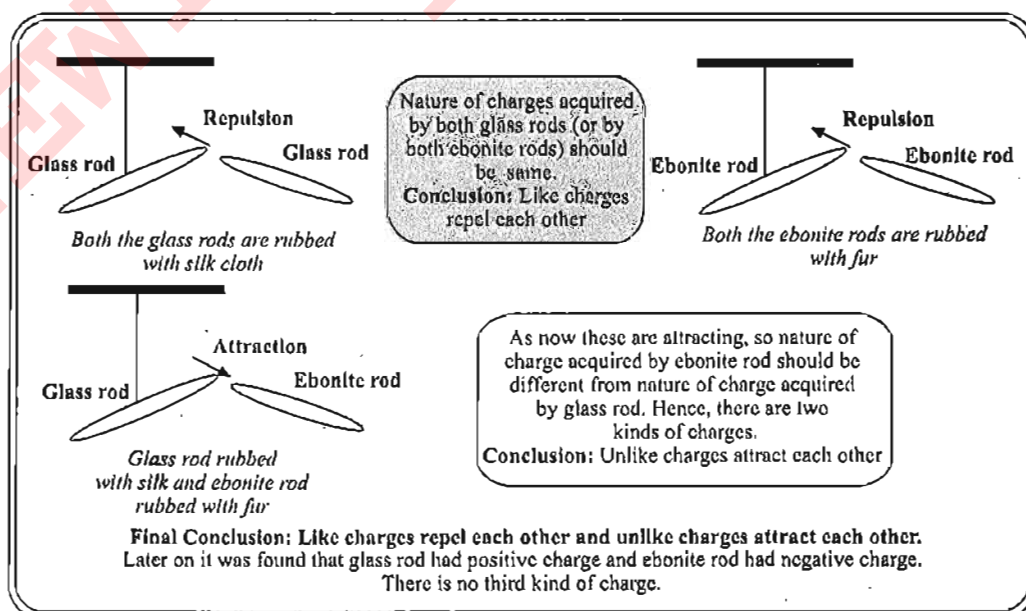 Repulsion
Glass rod
Glass rod
Both the glass rods are rubbed
with silk cloth
Nature of charges acquired
by both glass rods (or by
both ebonite rods) should
be same.
Conclusion: Like charges
repel each other
Repulsion
Ebonite rod
Ebonite rod
Both the ebonite rods are rubbed
with fur
Attraction
Glass rod
Ebonite rod
Glass rod rubbed
with silk and ebonite rod
rubbed with fur
As now these are attracting, so nature of
charge acquired by ebonite rod should be
different from nature of charge acquired
by glass rod. Hence, there are two
kinds of charges.
Conclusion: Unlike charges attract each other
Final Conclusion: Like charges repel each other and unlike charges attract each other.
Later on it was found that glass rod had positive charge and ebonite rod had negative charge.
There is no third kind of charge.